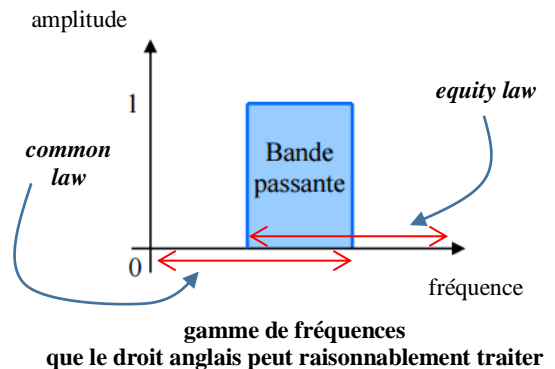 amplitude
equity law
1
common
law
Bande
passante
0
fréquence
gamme de fréquences
que le droit anglais peut raisonnablement traiter